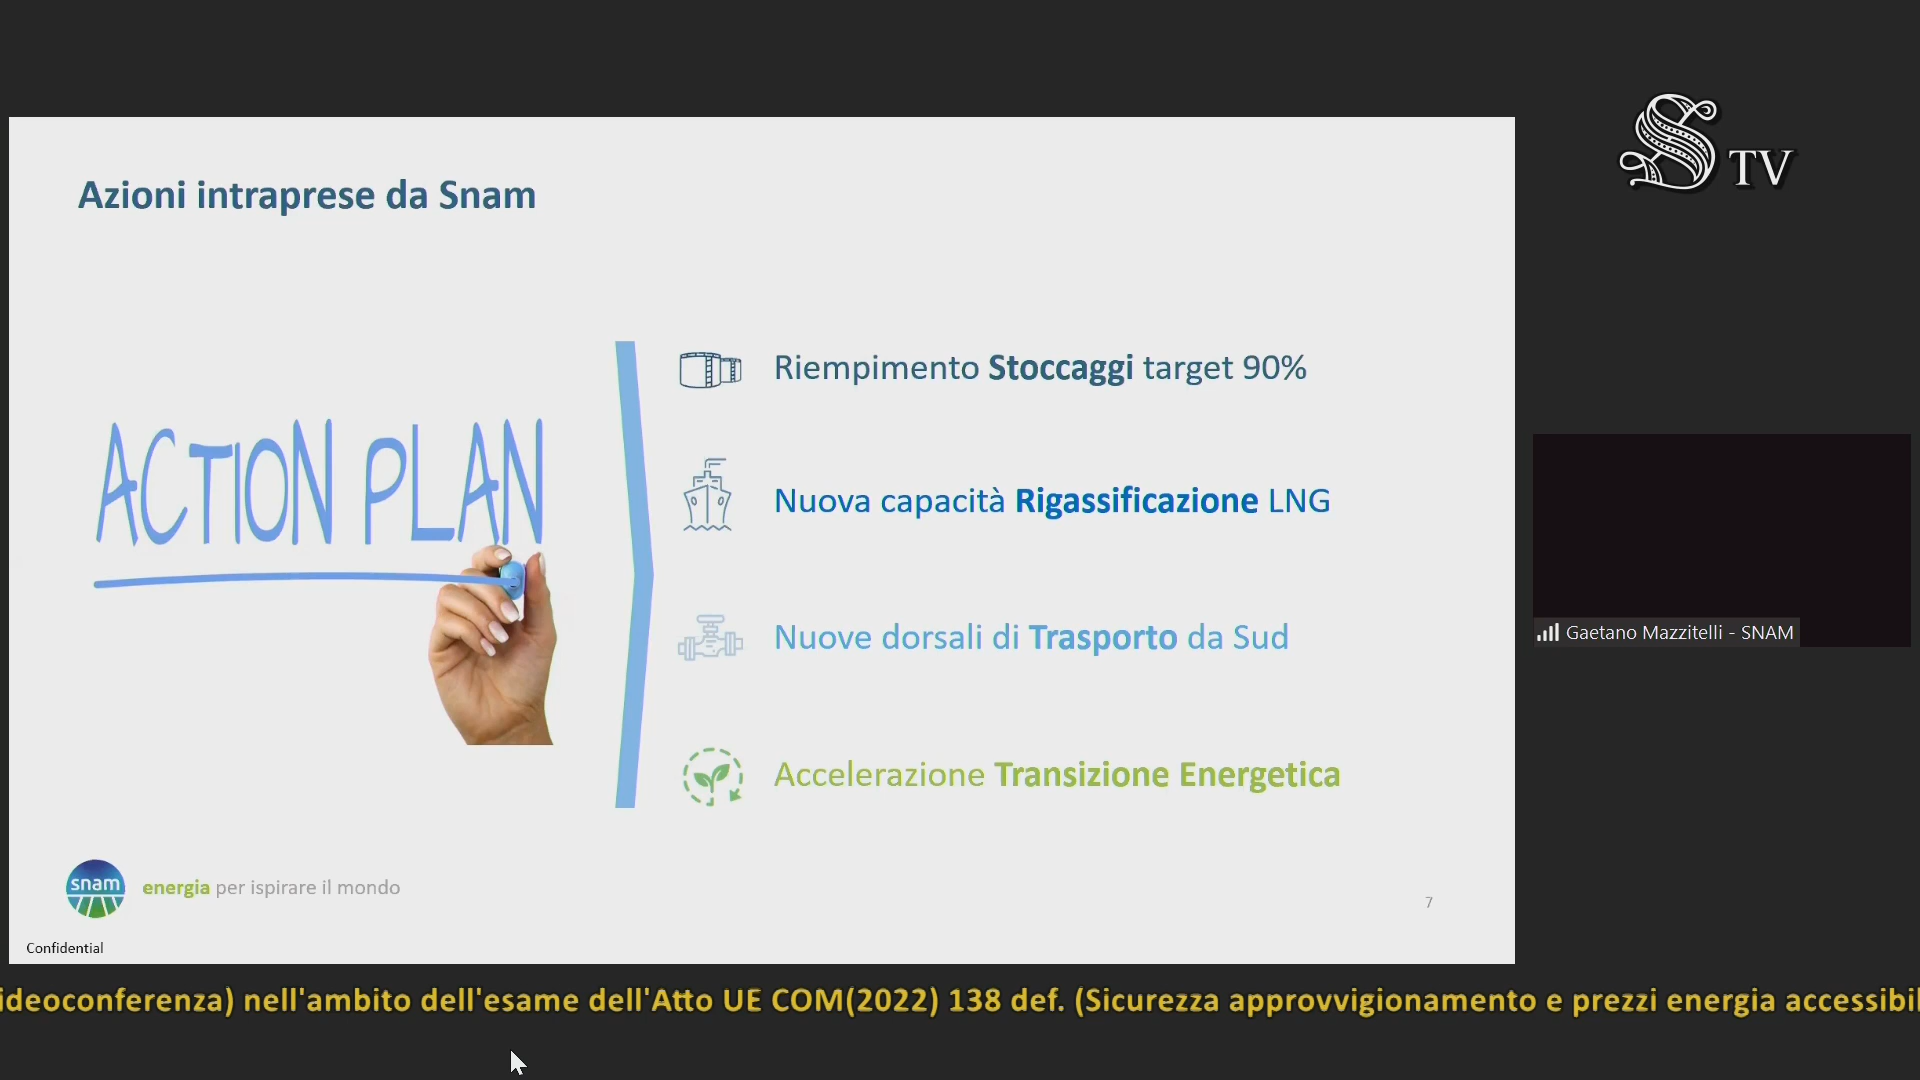 S TV
Azioni intraprese da Snam
ACTION PLAN
Riempimento Stoccaggi target 90%
Nuova capacità Rigassificazione LNG
Nuove dorsali di Trasporto da Sud
Accelerazione Transizione Energetica
Gaetano Mazzitelli - SNAM
snam
energia per ispirare il mondo
7
Confidential
ideoconferenza) nell'ambito dell'esame dell'Atto UE COM(2022) 138 def. (Sicurezza approvvigionamento e prezzi energia accessibil